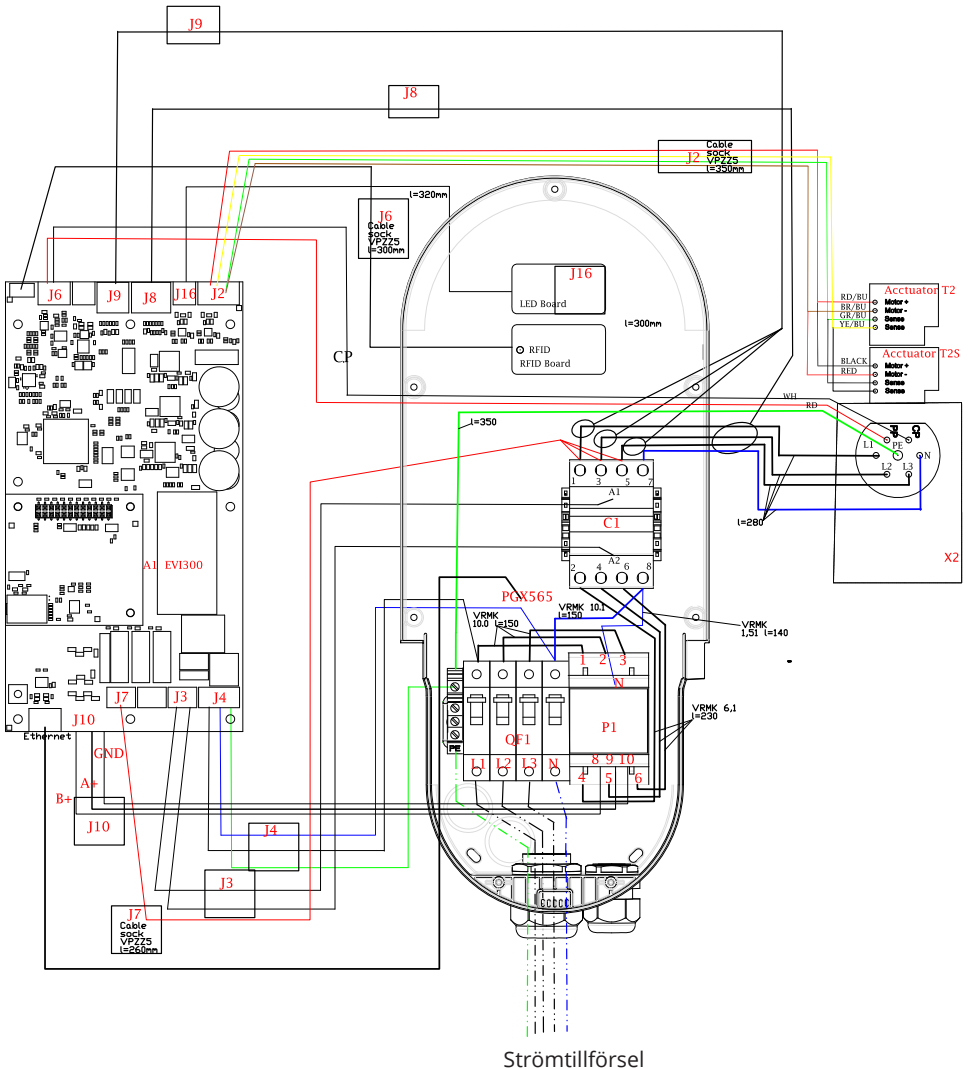 J9
J8
Cable
sock
VPZZ5
l=350mm
J2
l=320mm
J6
Cable
sock
VPZZ5
l=300mm
J6
J9
J8
J16
J2
J16
LED Board
l=300mm
RFID
RFID Board
CP
Acctuator T2
RD/BU
BR/BU
GR/BU
YE/BU
Motor +
Motor -
Sense
Sense
Acctuator T2S
BLACK
RED
Motor +
Motor -
Sense
Sense
WH
RD
l=350
PP
CP
L1
PE
N
L2
L3
X2
l=280
1
3
5
7
A1
C1
A2
2
4
6
8
A1 EVI300
PGX565
VRMK
10.0 l=150
VRMK 10.1
l=150
VRMK
1,51 l=140
1
2
3
N
P1
8 9 10
4
5
6
VRMK 6,1
l=230
QF1
L1
L2
L3
N
PE
J7
J3
J4
J10
Ethernet
GND
A+
B+
J10
J4
J3
J7
Cable
sock
VPZZ5
l=260mm
Strömtillförsel